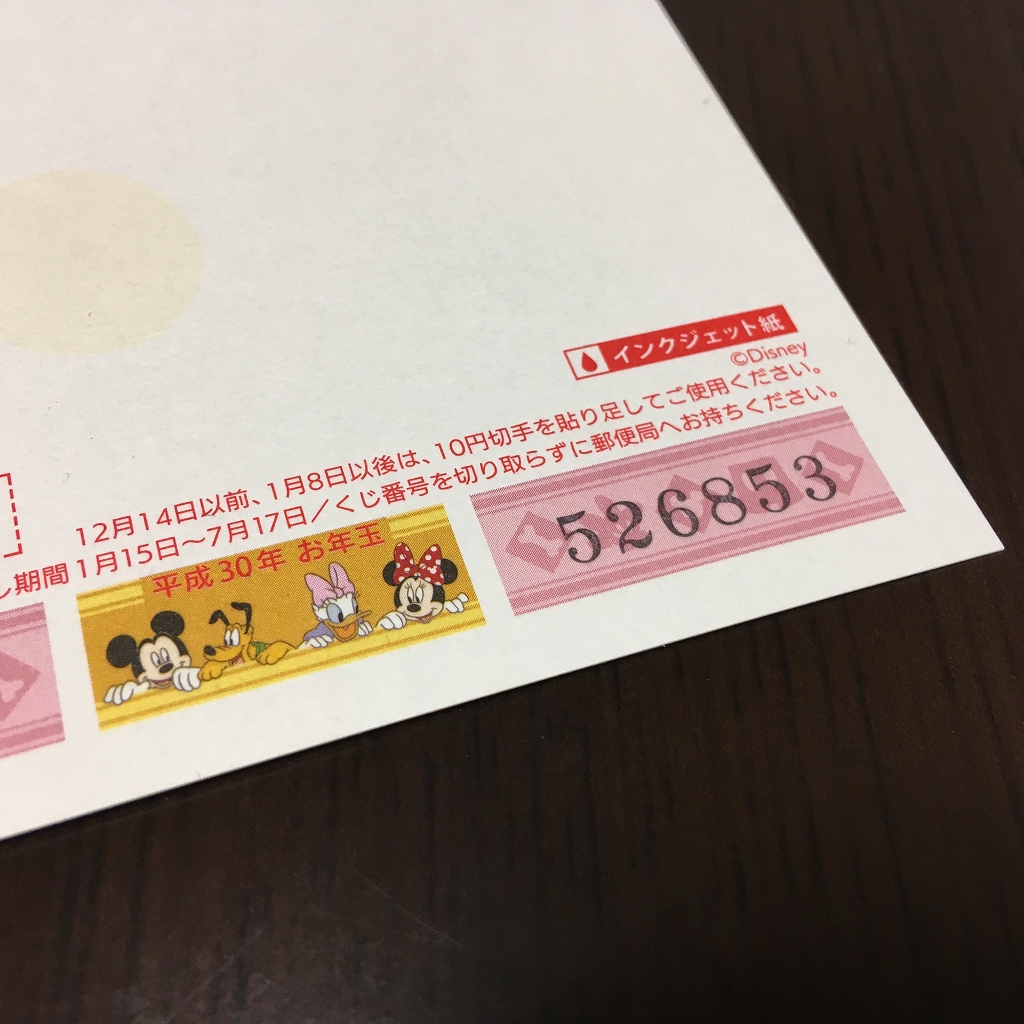 インクジェット紙
©Disney
12月14日以前、1月8日以後は、10円切手を貼り足してご使用ください。
し期間 1月15日〜7月17日/くじ番号を切り取らずに郵便局へお持ちください。
平成30年 お年玉
526853